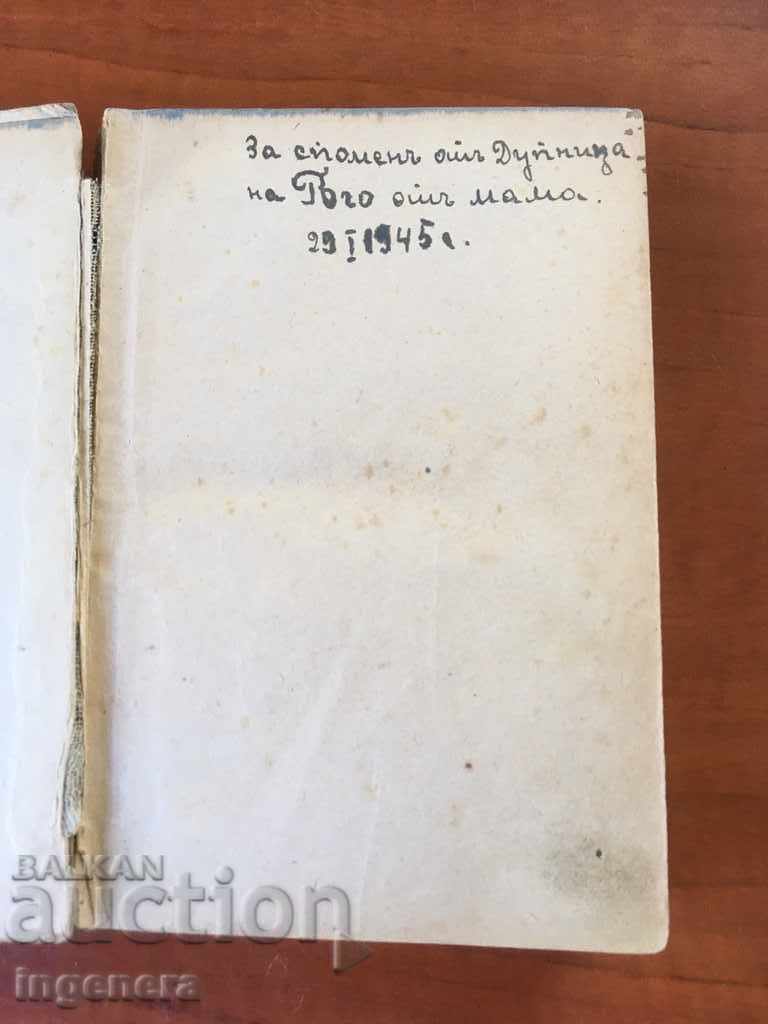 За споменъ отъ Дупница
на Гого отъ мама.
29 I 1945 г.
BALKAN
auction
ingenera